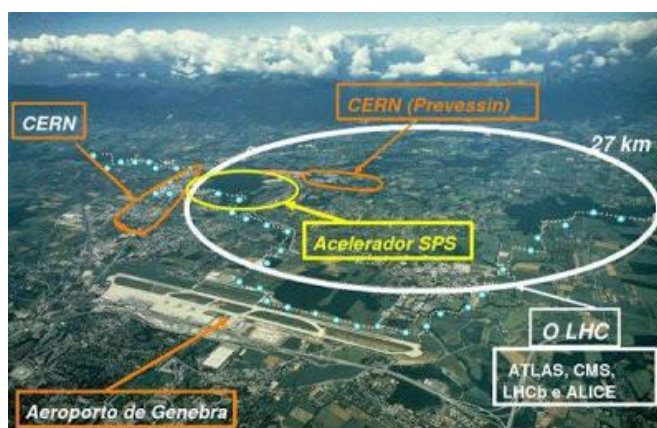 CERN (Prevessin)
CERN
27 km
Acelerador SPS
O LHC
ATLAS, CMS,
LHCb e ALICE
Aeroporto de Genebra